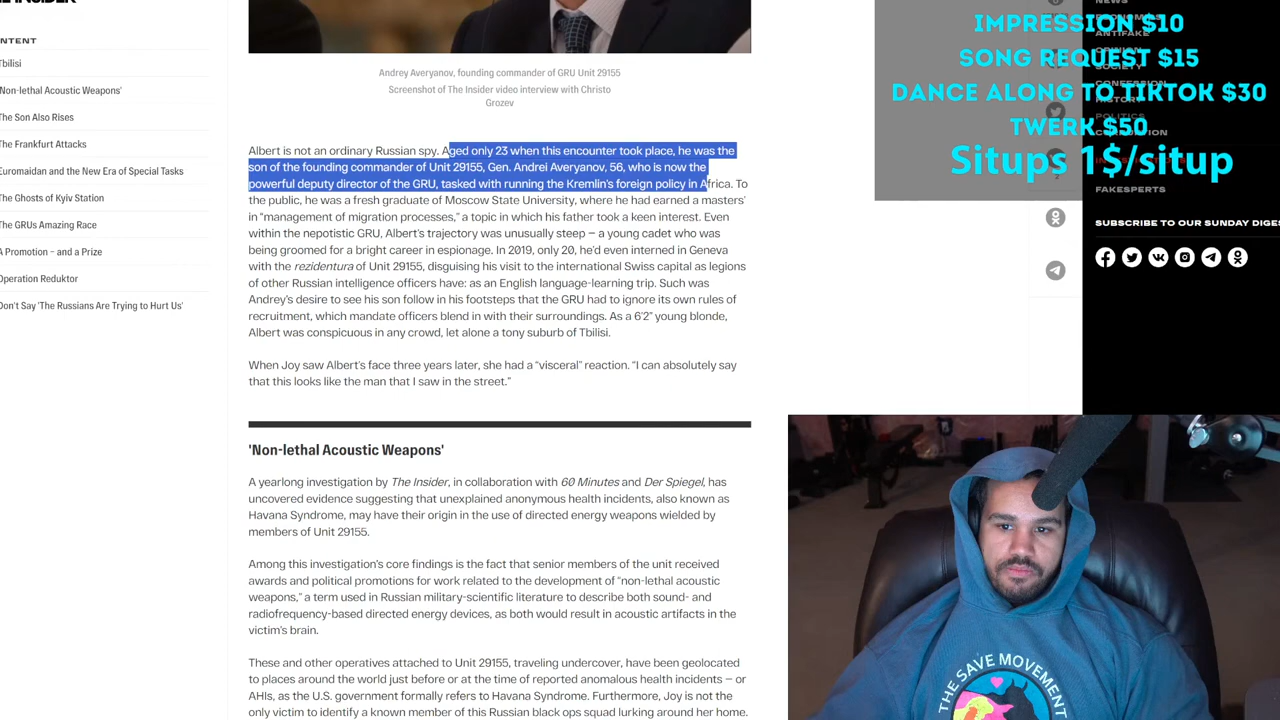 NTENT
Tbilisi
'Non-lethal Acoustic Weapons'
The Son Also Rises
The Frankfurt Attacks
Euromaidan and the New Era of Special Tasks
The Ghosts of Kyiv Station
The GRUs Amazing Race
A Promotion – and a Prize
Operation Reduktor
Don't Say 'The Russians Are Trying to Hurt Us'
Andrey Averyanov, founding commander of GRU Unit 29155
Screenshot of The Insider video interview with Christo
Grozev
Albert is not an ordinary Russian spy. Aged only 23 when this encounter took place, he was the
son of the founding commander of Unit 29155, Gen. Andrei Averyanov, 56, who is now the
powerful deputy director of the GRU, tasked with running the Kremlin's foreign policy in Africa. To
the public, he was a fresh graduate of Moscow State University, where he had earned a masters'
in "management of migration processes," a topic in which his father took a keen interest. Even
within the nepotistic GRU, Albert's trajectory was unusually steep – a young cadet who was
being groomed for a bright career in espionage. In 2019, only 20, he'd even interned in Geneva
with the rezidentura of Unit 29155, disguising his visit to the international Swiss capital as legions
of other Russian intelligence officers have: as an English language-learning trip. Such was
Andrey's desire to see his son follow in his footsteps that the GRU had to ignore its own rules of
recruitment, which mandate officers blend in with their surroundings. As a 6'2" young blonde,
Albert was conspicuous in any crowd, let alone a tony suburb of Tbilisi.
When Joy saw Albert's face three years later, she had a "visceral" reaction. "I can absolutely say
that this looks like the man that I saw in the street."
'Non-lethal Acoustic Weapons'
A yearlong investigation by The Insider, in collaboration with 60 Minutes and Der Spiegel, has
uncovered evidence suggesting that unexplained anonymous health incidents, also known as
Havana Syndrome, may have their origin in the use of directed energy weapons wielded by
members of Unit 29155.
Among this investigation's core findings is the fact that senior members of the unit received
awards and political promotions for work related to the development of "non-lethal acoustic
weapons," a term used in Russian military-scientific literature to describe both sound- and
radiofrequency-based directed energy devices, as both would result in acoustic artifacts in the
victim's brain.
These and other operatives attached to Unit 29155, traveling undercover, have been geolocated
to places around the world just before or at the time of reported anomalous health incidents – or
AHIs, as the U.S. government formally refers to Havana Syndrome. Furthermore, Joy is not the
only victim to identify a known member of this Russian black ops squad lurking around her home.
IMPRESSION $10
SONG REQUEST $15
DANCE ALONG TO TIKTOK $30
TWERK $50
Situps 1$/situp
ANTIFAKE
OPINION
SOCIETY
CONFESSION
HISTORY
POLITICS
FAKESPERTS
SUBSCRIBE TO OUR SUNDAY DIGES
THE SAVE MOVEMENT